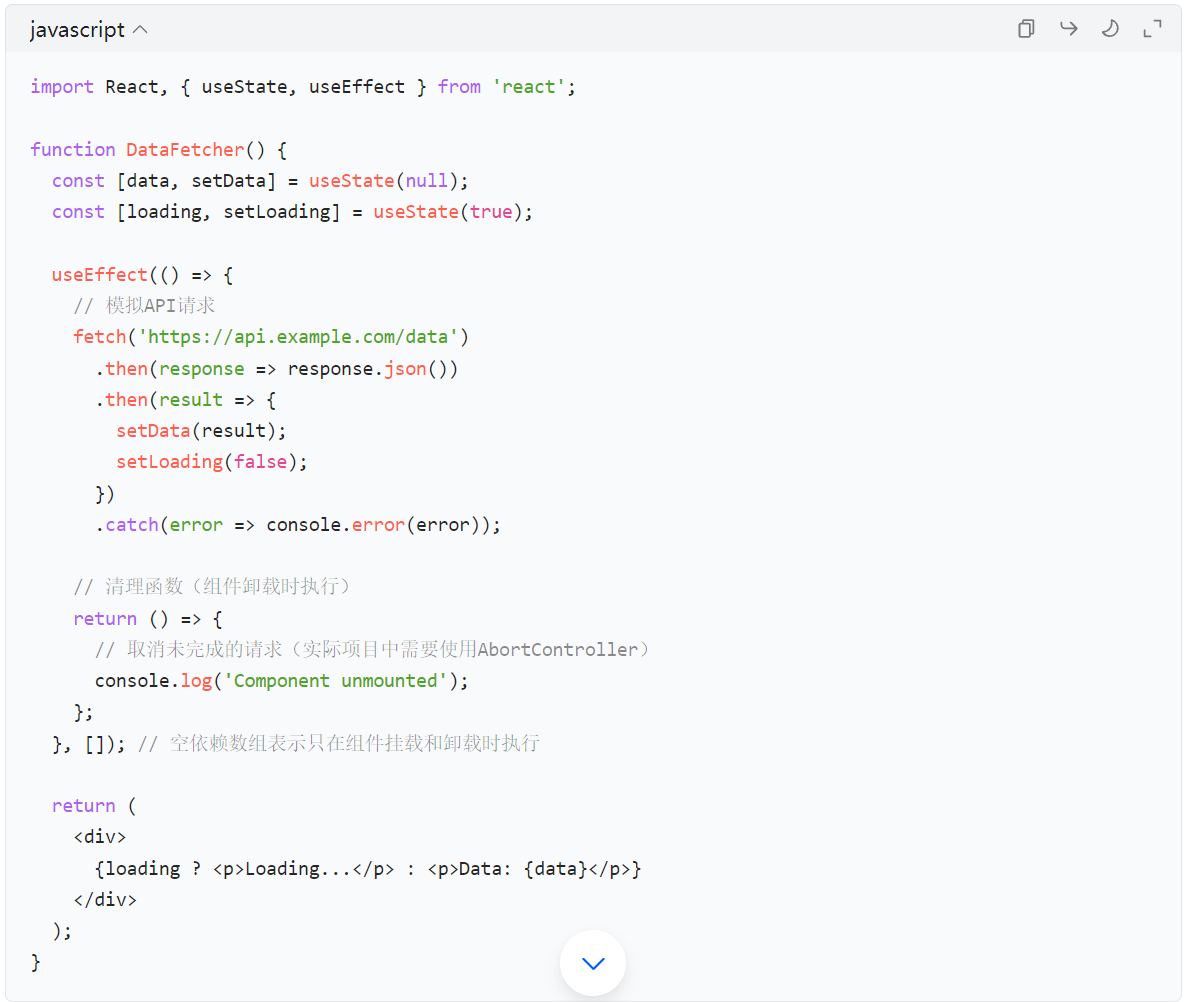 javascript
import React, { useState, useEffect } from 'react';
function DataFetcher() {
const [data, setData] = useState(null);
const [loading, setLoading] = useState(true);
useEffect(() => {
// 模拟API请求
fetch('https://api.example.com/data')
.then(response => response.json())
.then(result => {
setData(result);
setLoading(false);
})
.catch(error => console.error(error));
// 清理函数（组件卸载时执行）
return () => {
// 取消未完成的请求（实际项目中需要使用AbortController）
console.log('Component unmounted');
};
}, []); // 空依赖数组表示只在组件挂载和卸载时执行
return (
<div>
{loading ? <p>Loading...</p> : <p>Data: {data}</p>}
</div>
);
}